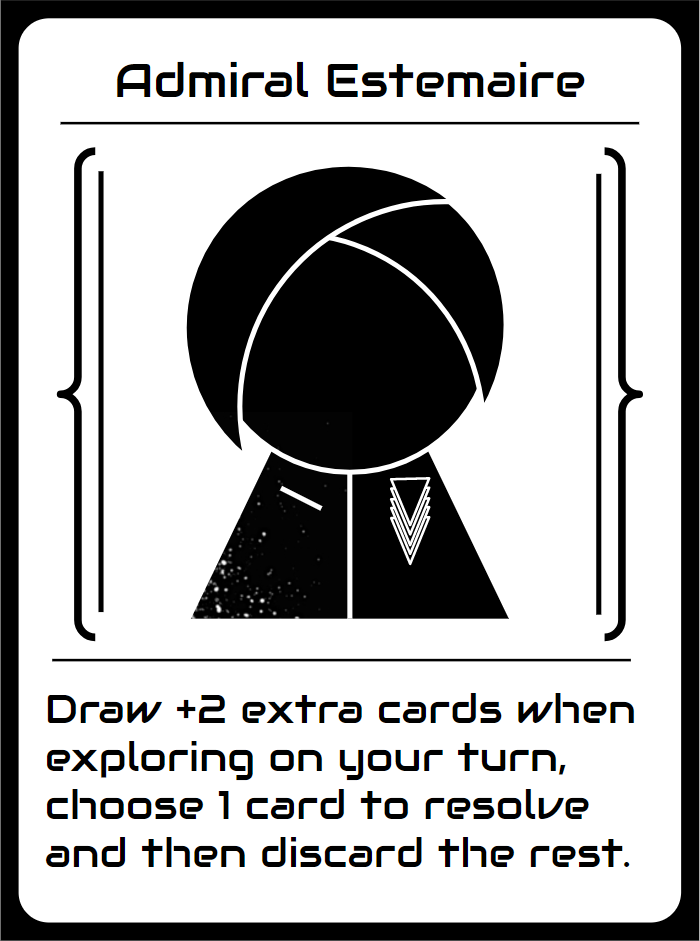 Admiral Estemaire
Draw +2 extra cards when
exploring on your turn,
choose 1 card to resolve
and then discard the rest.